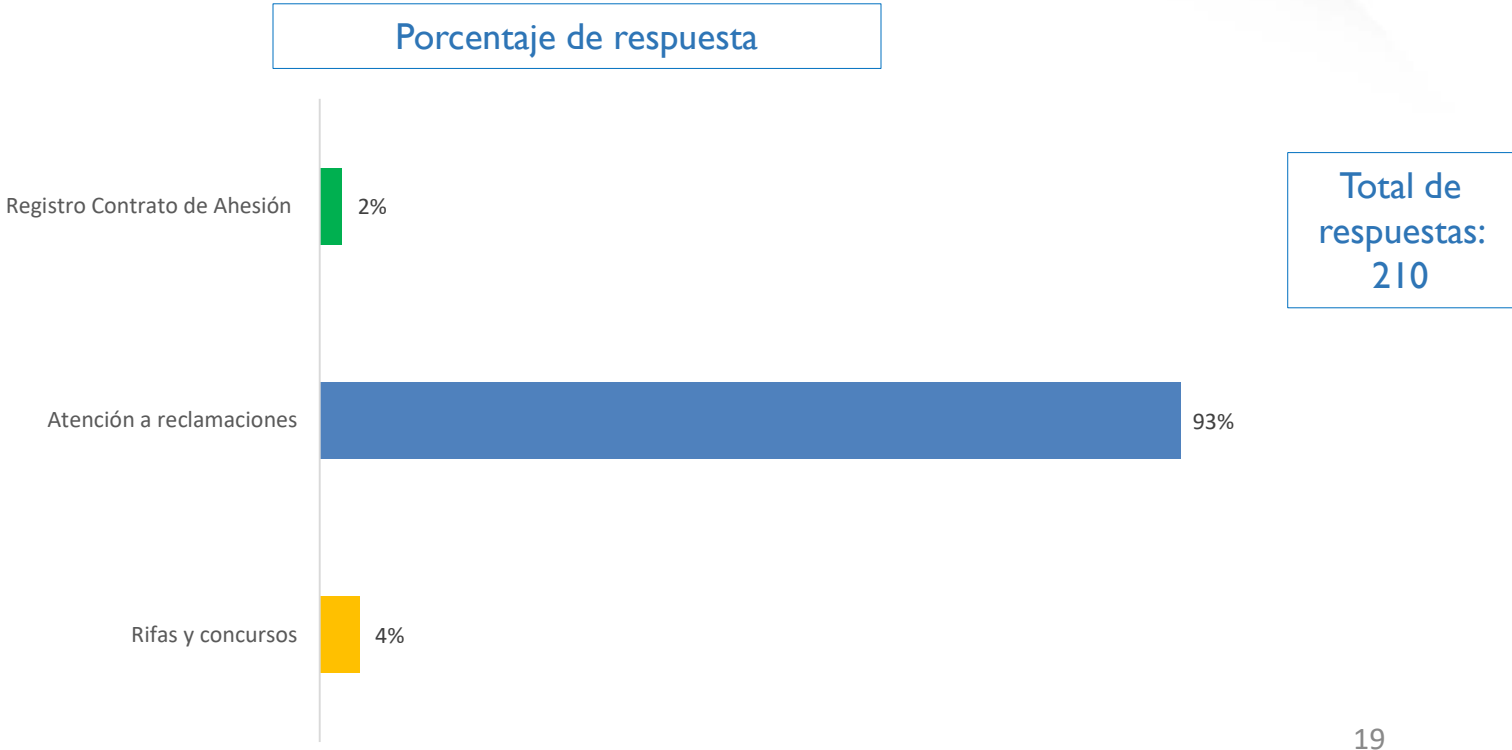 Porcentaje de respuesta
Registro Contrato de Ahesión
2%
Total de
respuestas:
210
Atención a reclamaciones
93%
Rifas y concursos
4%
19